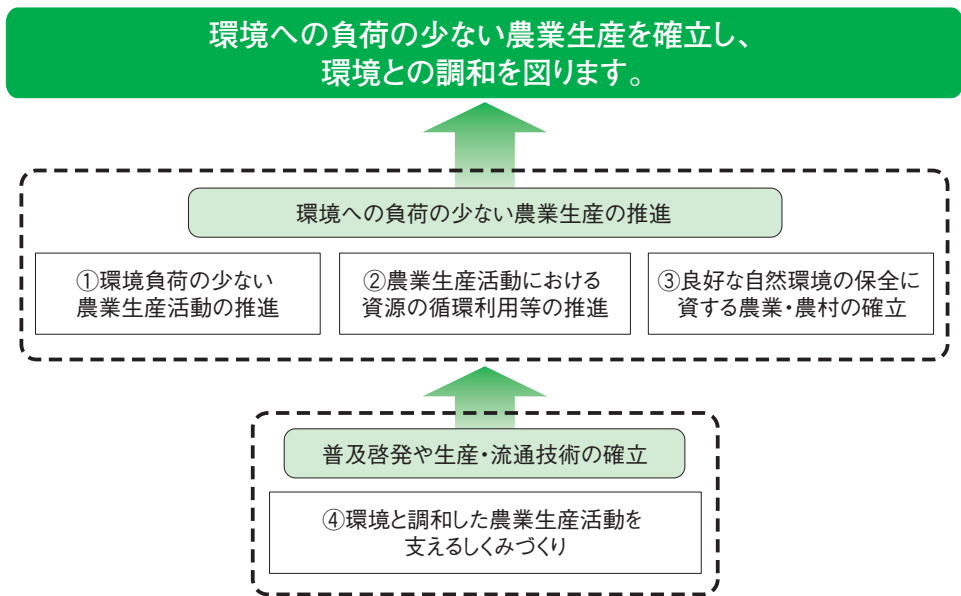 環境への負荷の少ない農業生産を確立し、
環境との調和を図ります。
環境への負荷の少ない農業生産の推進
①環境負荷の少ない
農業生産活動の推進
②農業生産活動における
資源の循環利用等の推進
③良好な自然環境の保全に
資する農業・農村の確立
普及啓発や生産・流通技術の確立
④環境と調和した農業生産活動を
支えるしくみづくり